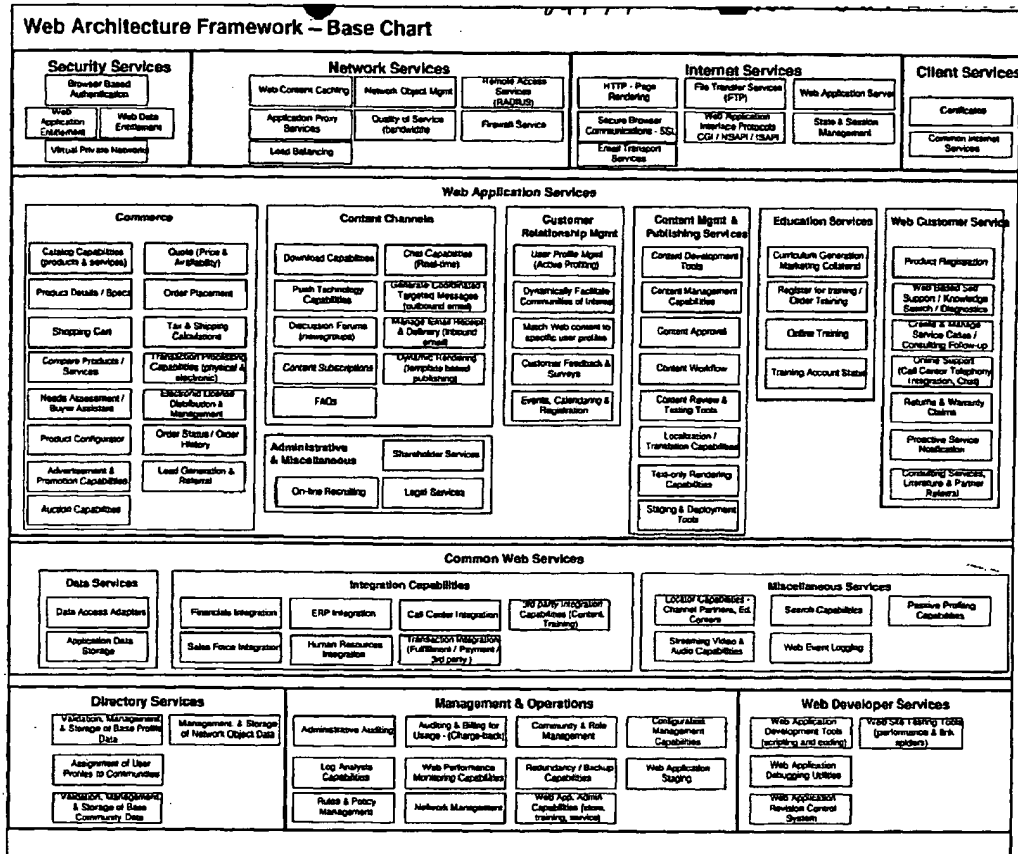 Web Architecture Framework – Base Chart
Security Services
Browser Based
Authentication
Web
Application
Entitlement
Web Data
Entitlement
Virtual Private Networks
Network Services
Web Content Caching
Network Object Mgmt
Remote Access
Services
(RADIUS)
Application Proxy
Services
Quality of Service
(bandwidth)
Firewall Service
Load Balancing
Internet Services
HTTP - Page
Rendering
File Transfer Services
(FTP)
Web Application Server
Secure Browser
Communications - SSL
Web Application
Interface Protocols
CGI / NSAPI / ISAPI
State & Session
Management
Email Transport
Services
Client Services
Certificates
Common Internet
Services
Web Application Services
Commerce
Catalog Capabilities
(products & services)
Quote (Price &
Availability)
Product Details / Specs
Order Placement
Shopping Cart
Tax & Shipping
Calculations
Compare Products /
Services
Transaction Processing
Capabilities (physical &
electronic)
Needs Assessment /
Buyer Assistant
Electronic License
Distribution &
Management
Product Configurator
Order Status / Order
History
Advertisement &
Promotion Capabilities
Lead Generation &
Referral
Auction Capabilities
Content Channels
Download Capabilities
Chat Capabilities
(Real-time)
Push Technology
Capabilities
Generate Coordinated
Targeted Messages
(outbound email)
Discussion Forums
(newsgroups)
Manage Email Receipt
& Delivery (inbound
email)
Content Subscriptions
Dynamic Rendering
(template based
publishing)
FAQs
Administrative
& Miscellaneous
Shareholder Services
On-line Recruiting
Legal Services
Customer
Relationship Mgmt
User Profile Mgmt
(Active Profiling)
Dynamically Facilitate
Communities of Interest
Match Web content to
specific user profiles
Customer Feedback &
Surveys
Events, Calendaring &
Registration
Content Mgmt &
Publishing Services
Content Development
Tools
Content Management
Capabilities
Content Approval
Content Workflow
Content Review &
Testing Tools
Localization /
Translation Capabilities
Text-only Rendering
Capabilities
Staging & Deployment
Tools
Education Services
Curriculum Generation /
Marketing Collateral
Register for training /
Order Training
Online Training
Training Account Status
Web Customer Service
Product Registration
Web Based Self
Support / Knowledge
Search / Diagnostics
Create & Manage
Service Cases /
Consulting Follow-up
Online Support
(Call Center Telephony
Integration, Chat)
Returns & Warranty
Claims
Proactive Service
Notification
Consulting Services,
Literature & Partner
Referral
Common Web Services
Data Services
Data Access Adapters
Application Data
Storage
Integration Capabilities
Financials Integration
ERP Integration
Call Center Integration
3rd party Integration
Capabilities (Content,
Training)
Sales Force Integration
Human Resources
Integration
Transaction Integration
(Fulfillment / Payment /
3rd party )
Miscellaneous Services
Locator Capabilities -
Channel Partners, Ed.
Centers
Search Capabilities
Passive Profiling
Capabilities
Streaming Video &
Audio Capabilities
Web Event Logging
Directory Services
Validation, Management,
& Storage of Base Profile
Data
Management & Storage
of Network Object Data
Assignment of User
Profiles to Communities
Validation, Management,
& Storage of Base
Community Data
Management & Operations
Administrative Auditing
Auditing & Billing for
Usage - (Charge-back)
Community & Role
Management
Configuration
Management
Capabilities
Log Analysis
Capabilities
Web Performance
Monitoring Capabilities
Redundancy / Backup
Capabilities
Web Application
Staging
Rules & Policy
Management
Network Management
Web App. Admin
Capabilities (store,
training, service)
Web Developer Services
Web Application
Development Tools
(scripting and coding)
Web Site Testing Tools
(performance & link
spiders)
Web Application
Debugging Utilities
Web Application
Revision Control
System